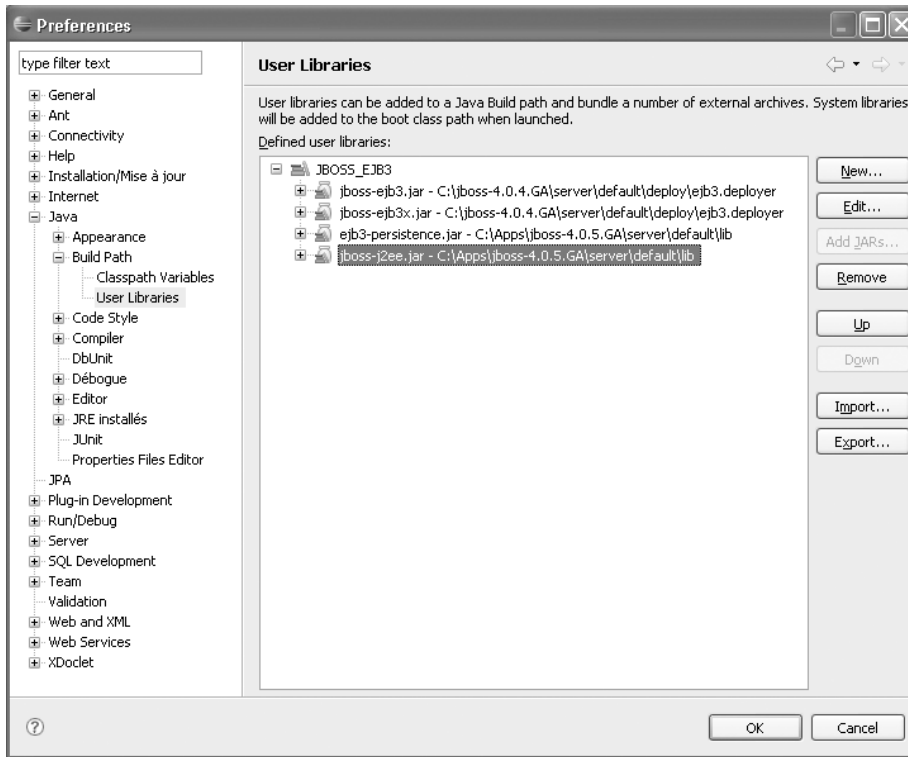 Preferences
type filter text
General
Ant
Connectivity
Help
Installation/Mise à jour
Internet
Java
Appearance
Build Path
Classpath Variables
User Libraries
Code Style
Compiler
DbUnit
Débogue
Editor
JRE installés
JUnit
Properties Files Editor
JPA
Plug-in Development
Run/Debug
Server
SQL Development
Team
Validation
Web and XML
Web Services
XDoclet
User Libraries
User libraries can be added to a Java Build path and bundle a number of external archives. System libraries
will be added to the boot class path when launched.
Defined user libraries:
JBOSS_EJB3
jboss-ejb3.jar - C:\jboss-4.0.4.GA\server\default\deploy\ejb3.deployer
jboss-ejb3x.jar - C:\jboss-4.0.4.GA\server\default\deploy\ejb3.deployer
ejb3-persistence.jar - C:\Apps\jboss-4.0.5.GA\server\default\lib
jboss-j2ee.jar - C:\Apps\jboss-4.0.5.GA\server\default\lib
New...
Edit...
Add JARs...
Remove
Up
Down
Import...
Export...
?
OK
Cancel